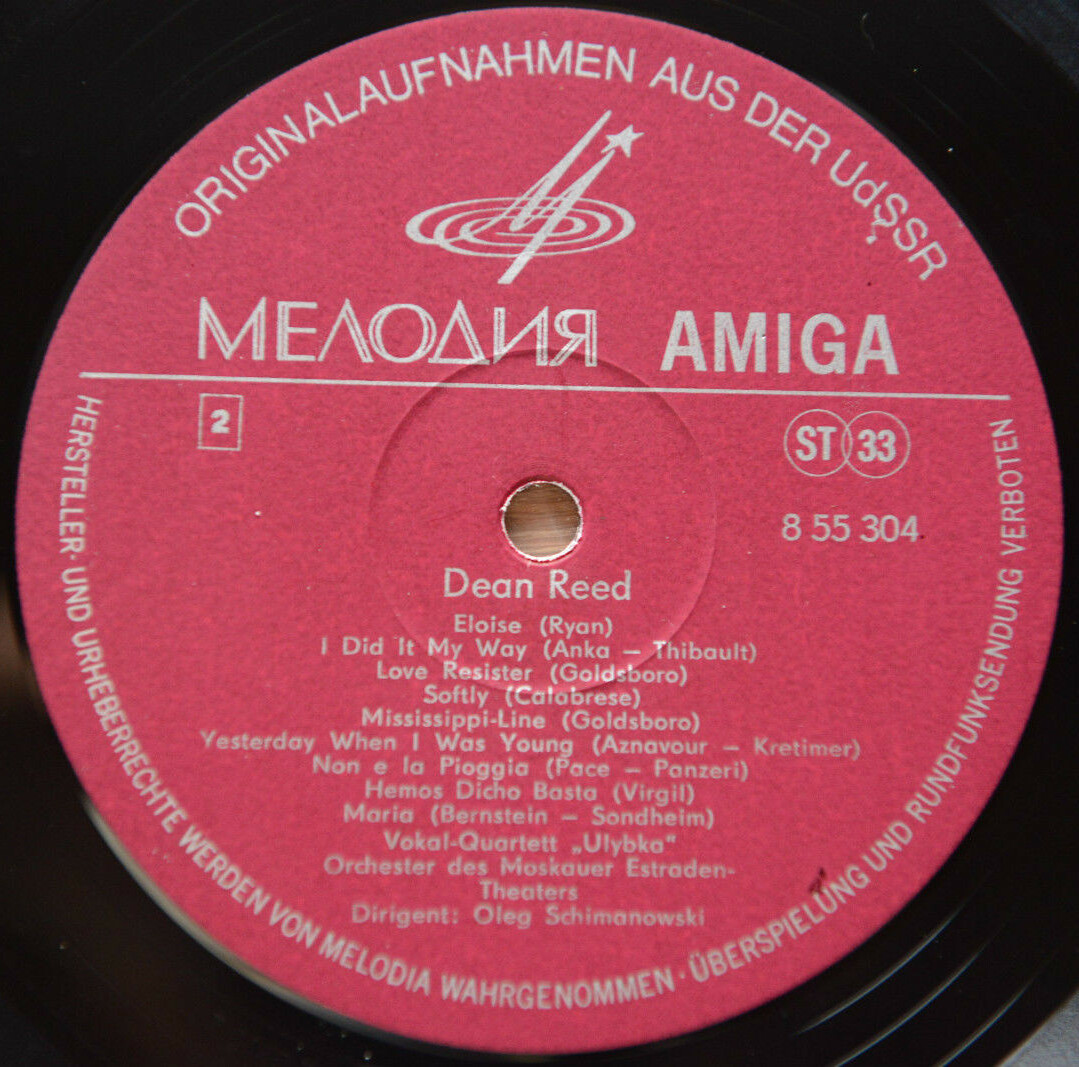 ORIGINALAUFNAHMEN AUS DER UdSSR
МЕЛОДИЯ AMIGA
2
ST 33
8 55 304
Dean Reed
Eloise (Ryan)
I Did It My Way (Anka – Thibault)
Love Resister (Goldsboro)
Softly (Calabrese)
Mississippi-Line (Goldsboro)
Yesterday When I Was Young (Aznavour – Kretimer)
Non e la Pioggia (Pace – Panzeri)
Hemos Dicho Basta (Virgil)
Maria (Bernstein – Sondheim)
Vokal-Quartett „Ulybka“
Orchester des Moskauer Estraden-
Theaters
Dirigent: Oleg Schimanowski
HERSTELLER- UND URHEBERRECHTE WERDEN VON MELODIA WAHRGENOMMEN · ÜBERSPIELUNG UND RUNDFUNKSENDUNG VERBOTEN